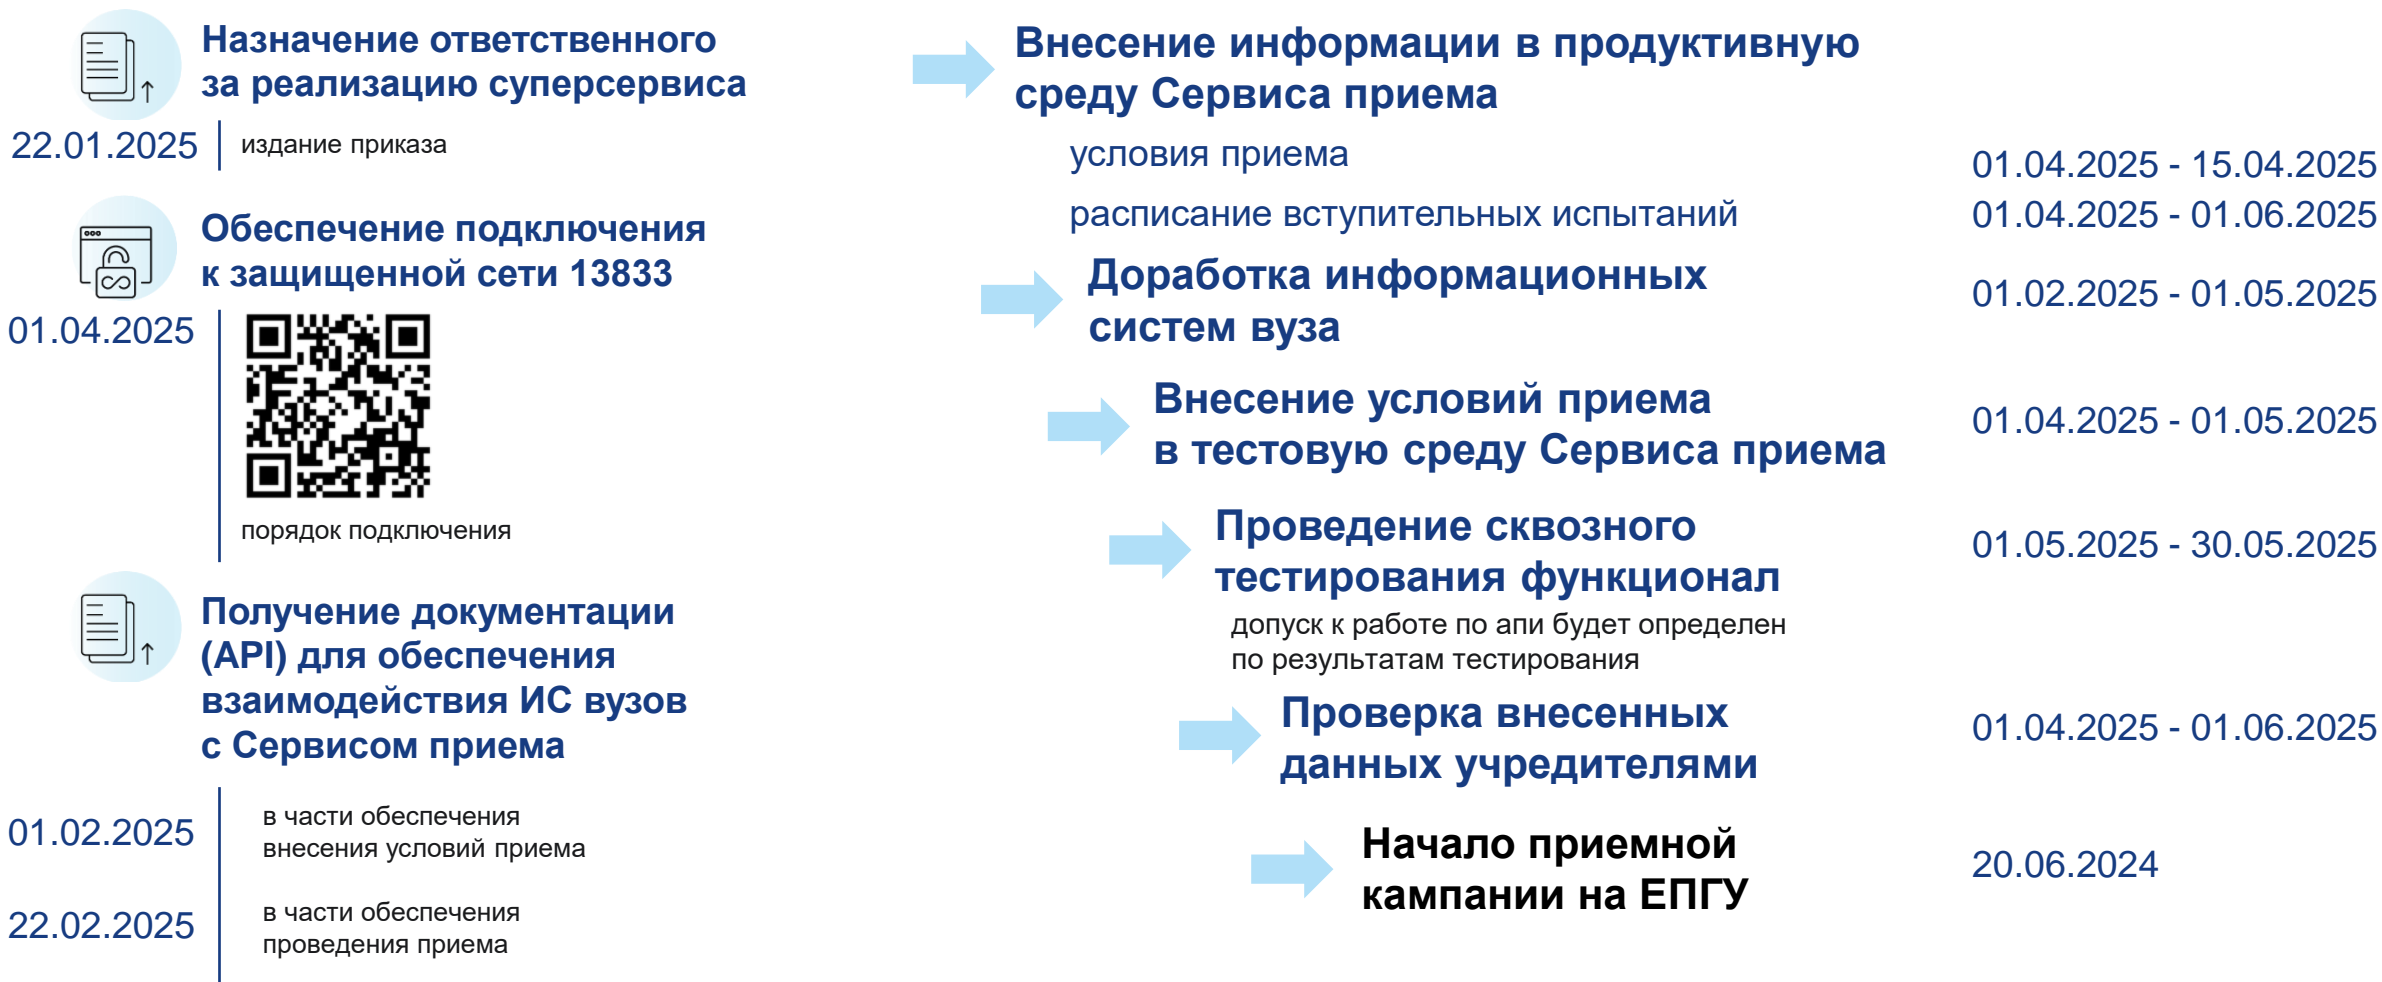 Назначение ответственного
за реализацию суперсервиса
22.01.2025
издание приказа
Обеспечение подключения
к защищенной сети 13833
01.04.2025
порядок подключения
Получение документации
(API) для обеспечения
взаимодействия ИС вузов
с Сервисом приема
01.02.2025
в части обеспечения
внесения условий приема
22.02.2025
в части обеспечения
проведения приема
Внесение информации в продуктивную
среду Сервиса приема
условия приема
01.04.2025 - 15.04.2025
расписание вступительных испытаний
01.04.2025 - 01.06.2025
Доработка информационных
систем вуза
01.02.2025 - 01.05.2025
Внесение условий приема
в тестовую среду Сервиса приема
01.04.2025 - 01.05.2025
Проведение сквозного
тестирования функционал
01.05.2025 - 30.05.2025
допуск к работе по апи будет определен
по результатам тестирования
Проверка внесенных
данных учредителями
01.04.2025 - 01.06.2025
Начало приемной
кампании на ЕПГУ
20.06.2024